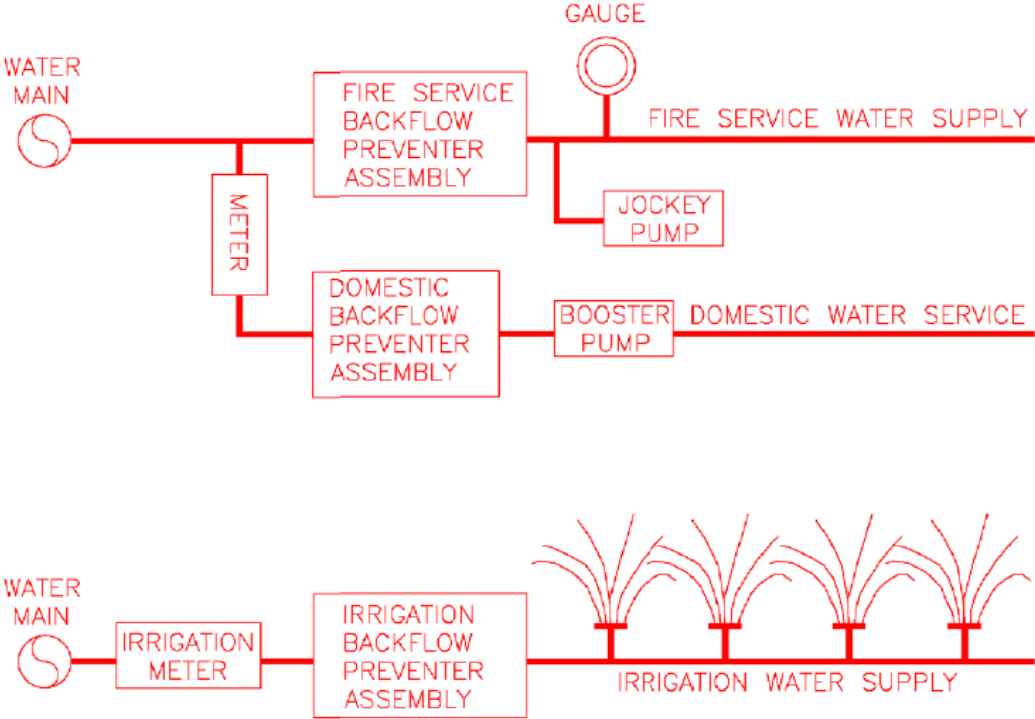 GAUGE
WATER
MAIN
FIRE SERVICE
BACKFLOW
PREVENTER
ASSEMBLY
FIRE SERVICE WATER SUPPLY
METER
JOCKEY
PUMP
DOMESTIC
BACKFLOW
PREVENTER
ASSEMBLY
BOOSTER
PUMP
DOMESTIC WATER SERVICE
WATER
MAIN
IRRIGATION
METER
IRRIGATION
BACKFLOW
PREVENTER
ASSEMBLY
IRRIGATION WATER SUPPLY